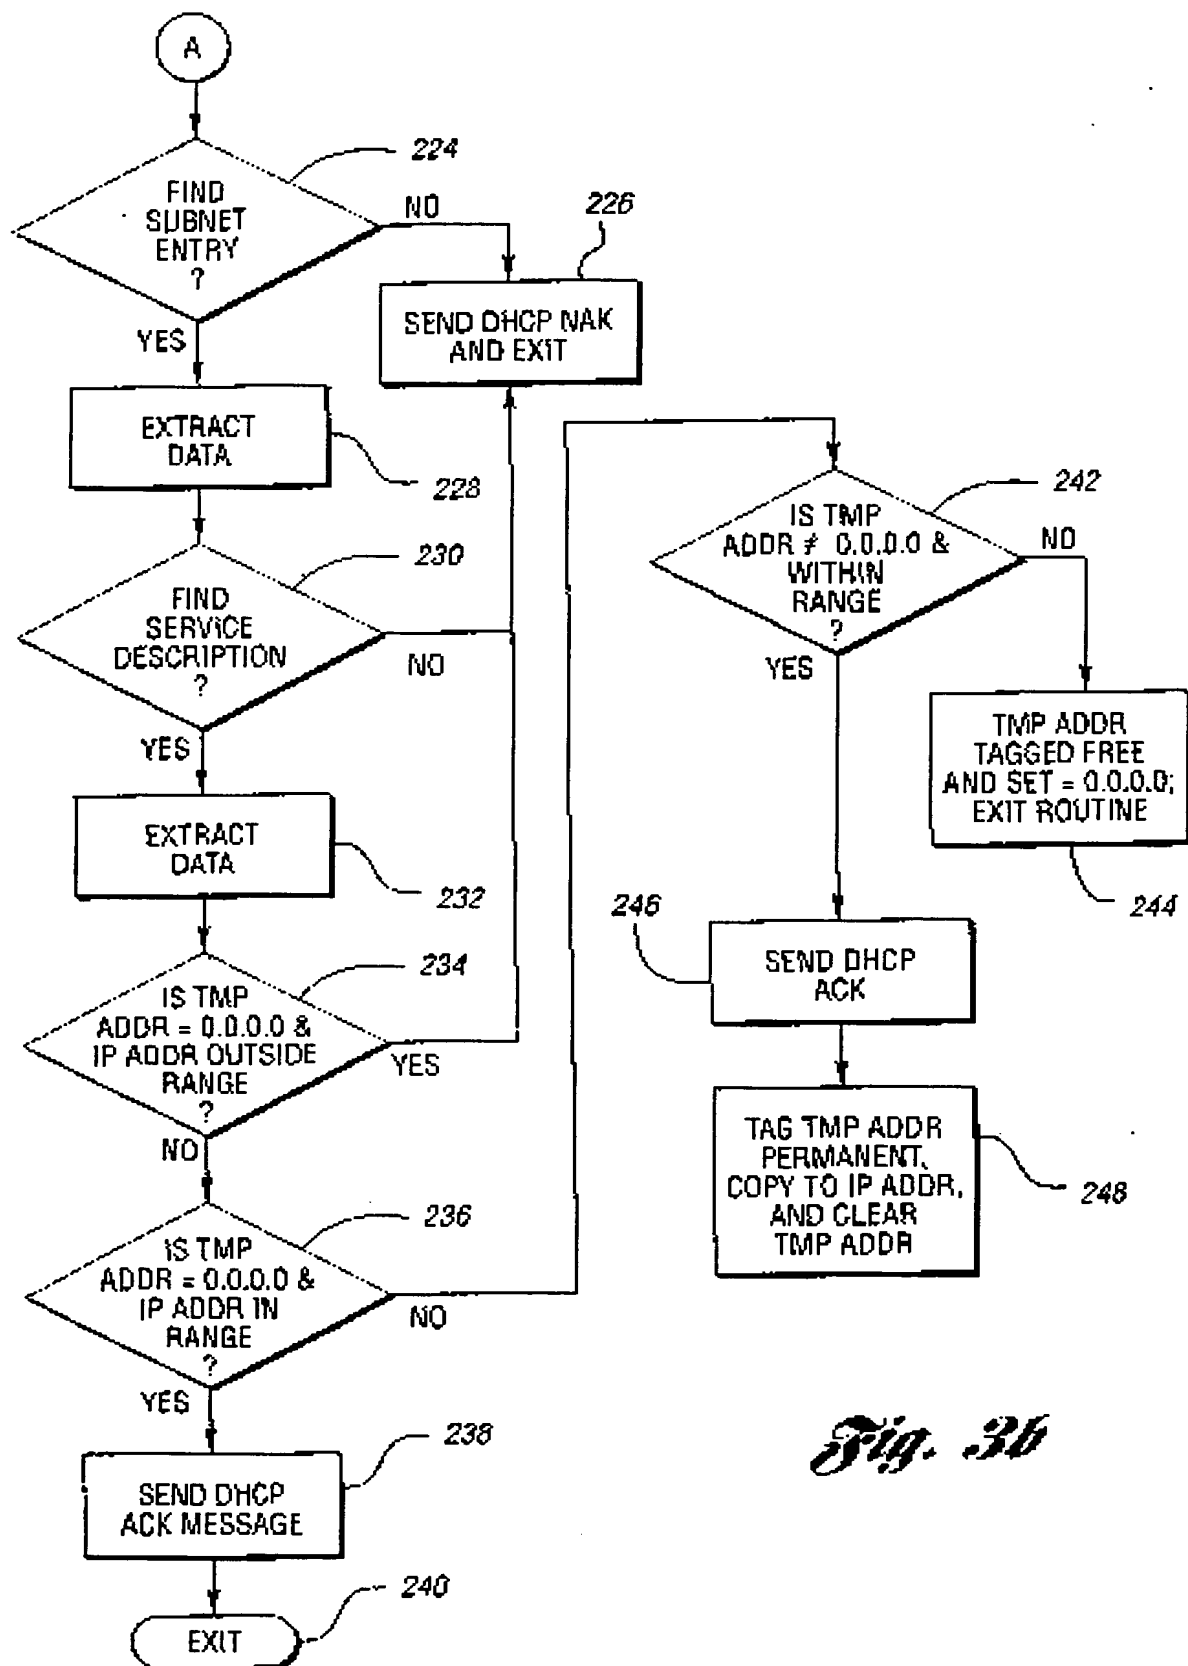 A
224
FIND
SUBNET
ENTRY
?
NO
YES
226
SEND DHCP NAK
AND EXIT
EXTRACT
DATA
228
230
FIND
SERVICE
DESCRIPTION
?
NO
YES
EXTRACT
DATA
232
234
IS TMP
ADDR = 0.0.0.0 &
IP ADDR OUTSIDE
RANGE
?
YES
NO
236
IS TMP
ADDR = 0.0.0.0 &
IP ADDR IN
RANGE
?
NO
YES
238
SEND DHCP
ACK MESSAGE
240
EXIT
242
IS TMP
ADDR ≠ 0.0.0.0 &
WITHIN
RANGE
?
NO
YES
TMP ADDR
TAGGED FREE
AND SET = 0.0.0.0;
EXIT ROUTINE
244
246
SEND DHCP
ACK
TAG TMP ADDR
PERMANENT,
COPY TO IP ADDR,
AND CLEAR
TMP ADDR
248
Fig. 3b